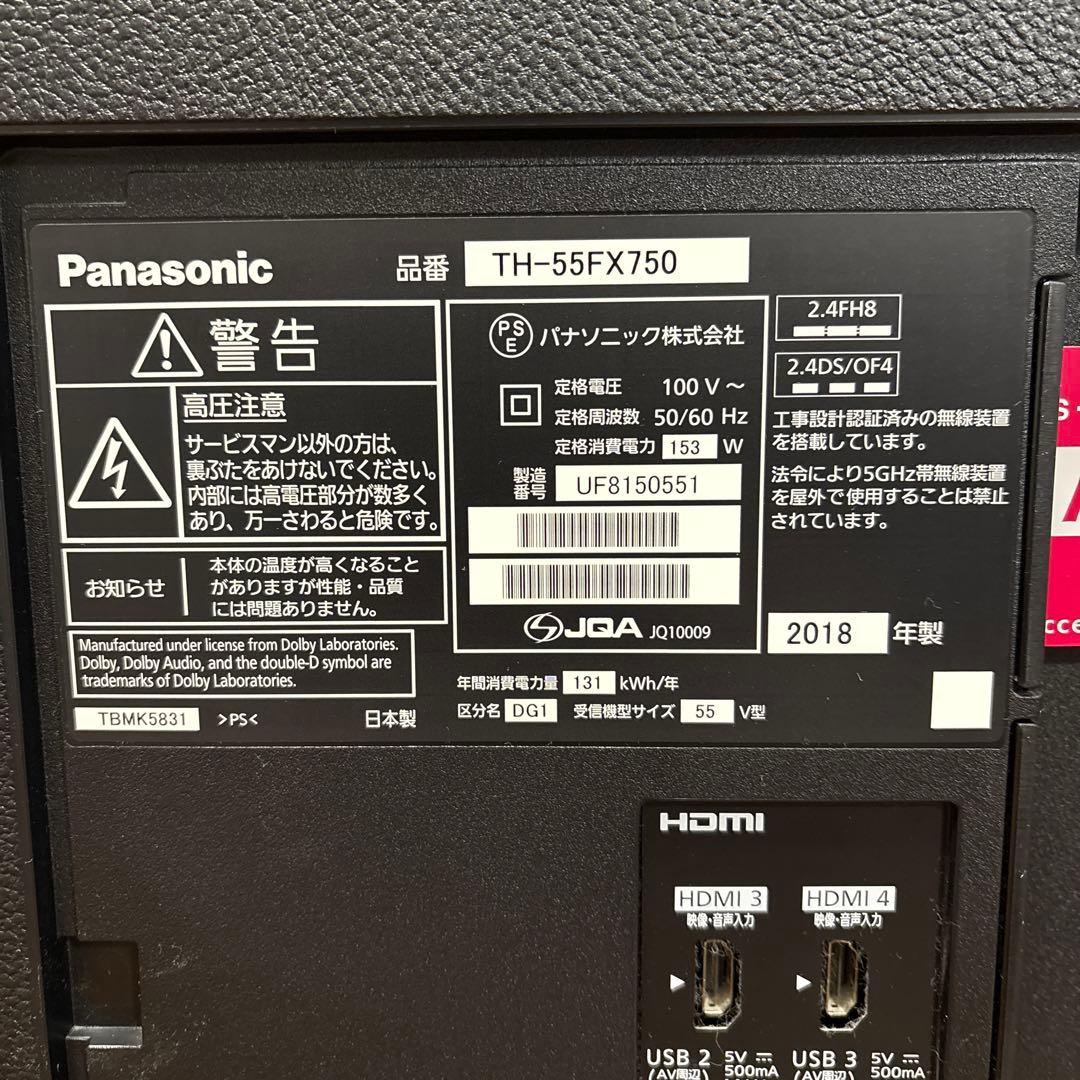 Panasonic
品番 TH-55FX750
警告
高圧注意
サービスマン以外の方は、
裏ぶたをあけないでください。
内部には高電圧部分が数多く
あり、万一さわると危険です。
お知らせ
本体の温度が高くなること
がありますが性能・品質
には問題ありません。
Manufactured under license from Dolby Laboratories.
Dolby, Dolby Audio, and the double-D symbol are
trademarks of Dolby Laboratories.
TBMK5831 >PS< 日本製
PSE パナソニック株式会社
定格電圧 100 V ～
定格周波数 50/60 Hz
定格消費電力 153 W
製造
番号 UF8150551
JQA JQ10009
年間消費電力量 131 kWh/年
区分名 DG1 受信機型サイズ 55 V型
2.4FH8
2.4DS/OF4
工事設計認証済みの無線装置
を搭載しています。
法令により5GHz帯無線装置
を屋外で使用することは禁止
されています。
2018 年製
HDMI
HDMI 3 HDMI 4
映像・音声入力 映像・音声入力
USB 2 5V ⎓ USB 3 5V ⎓
(AV周辺) 500mA (AV周辺) 500mA